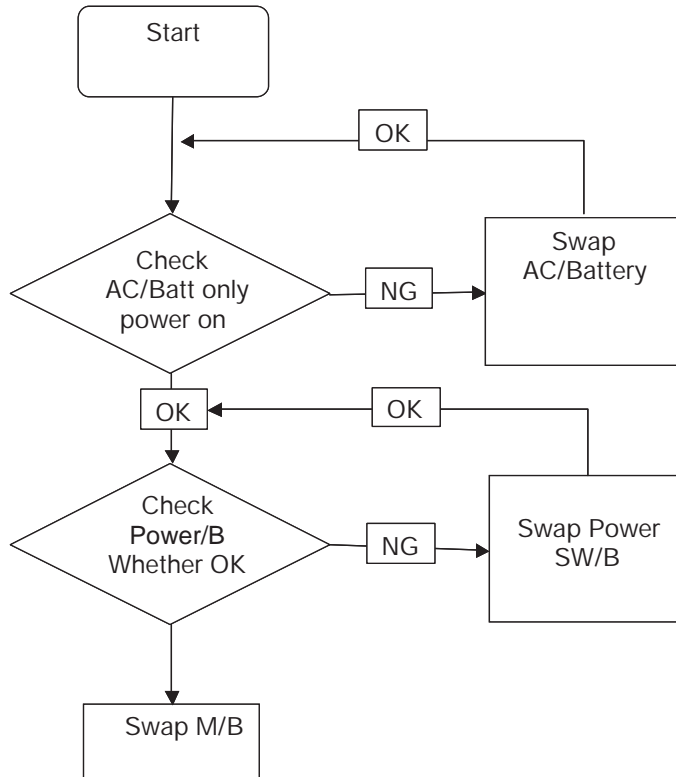 Start
OK
Check
AC/Batt only
power on
NG
Swap
AC/Battery
OK
OK
Check
Power/B
Whether OK
NG
Swap Power
SW/B
Swap M/B